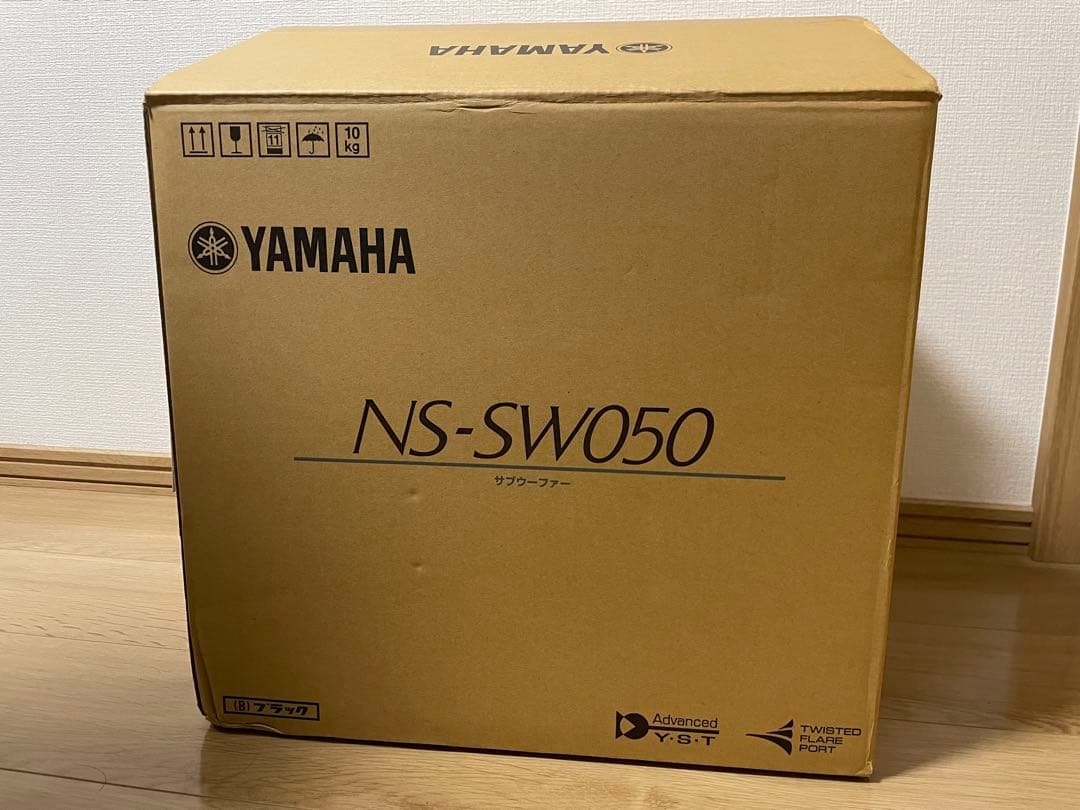 YAMAHA
11
10
kg
YAMAHA
NS-SW050
サブウーファー
(B) ブラック
Advanced
Y·S·T
TWISTED
FLARE
PORT